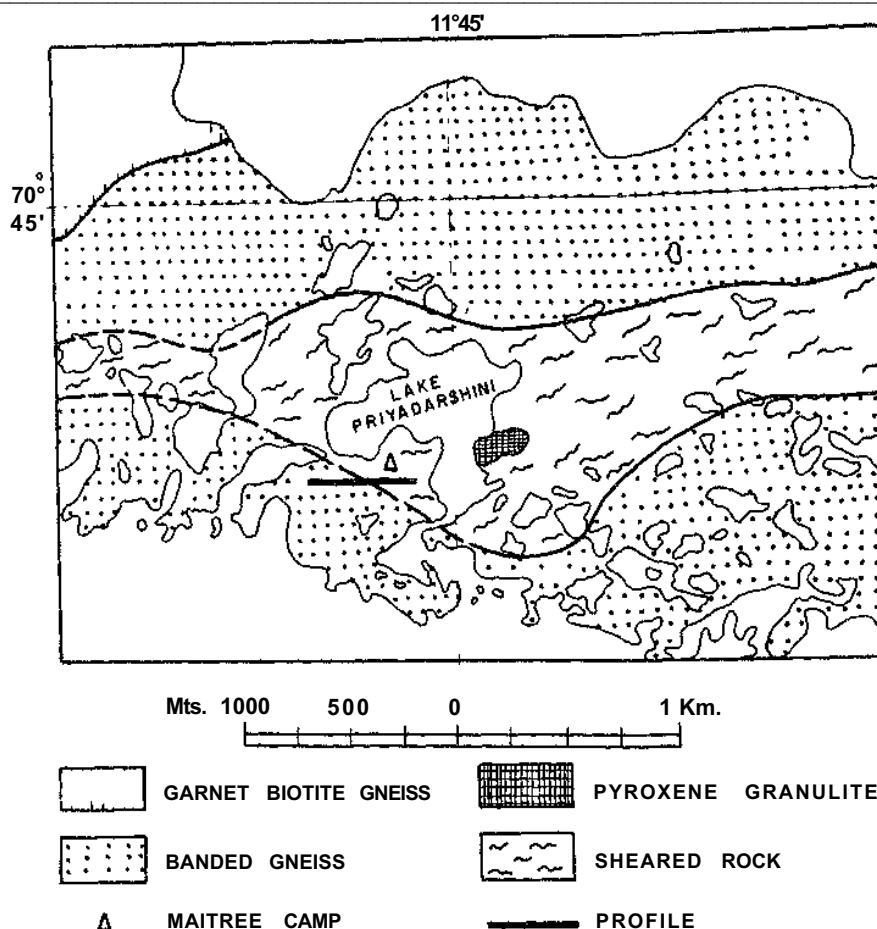 11°45'
70°
45'
LAKE
PRIYADARSHINI
Mts. 1000 500 0 1 Km.
GARNET BIOTITE GNEISS
PYROXENE GRANULITE
BANDED GNEISS
SHEARED ROCK
MAITREE CAMP
PROFILE